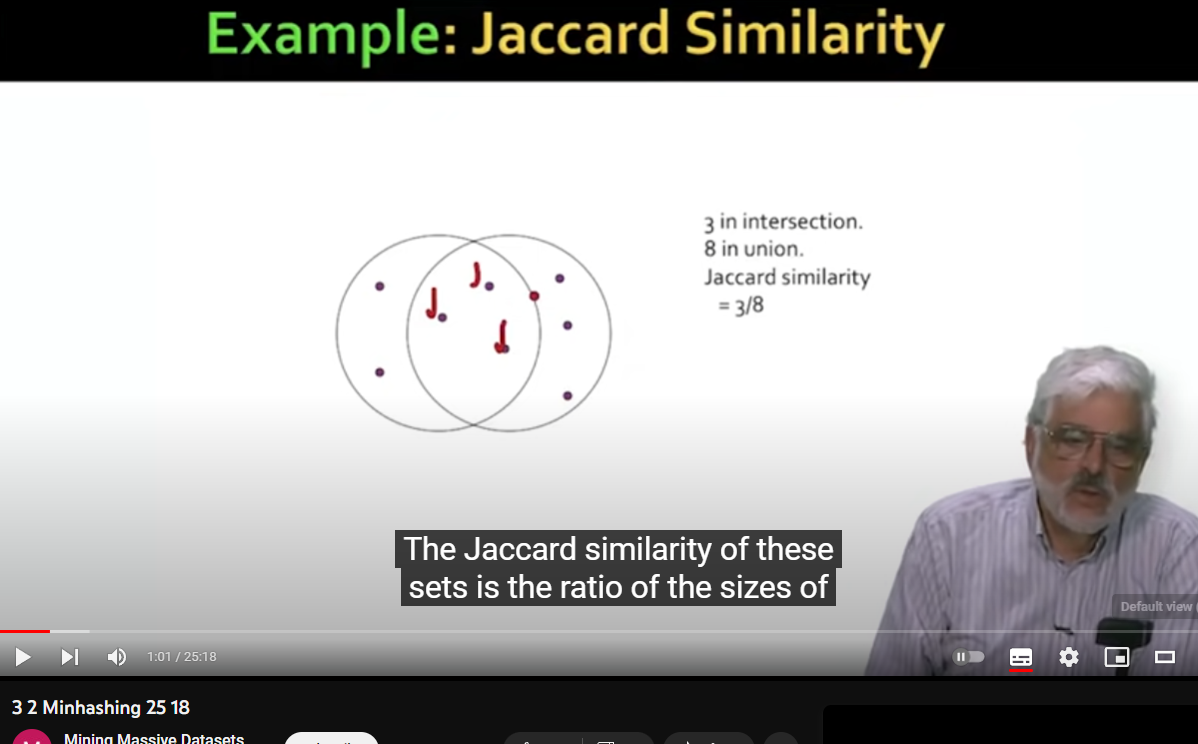 Example: Jaccard Similarity
3 in intersection.
8 in union.
Jaccard similarity
= 3/8
The Jaccard similarity of these
sets is the ratio of the sizes of
Default view
1:01 / 25:18
3 2 Minhashing 25 18
Mining Massive Datasets